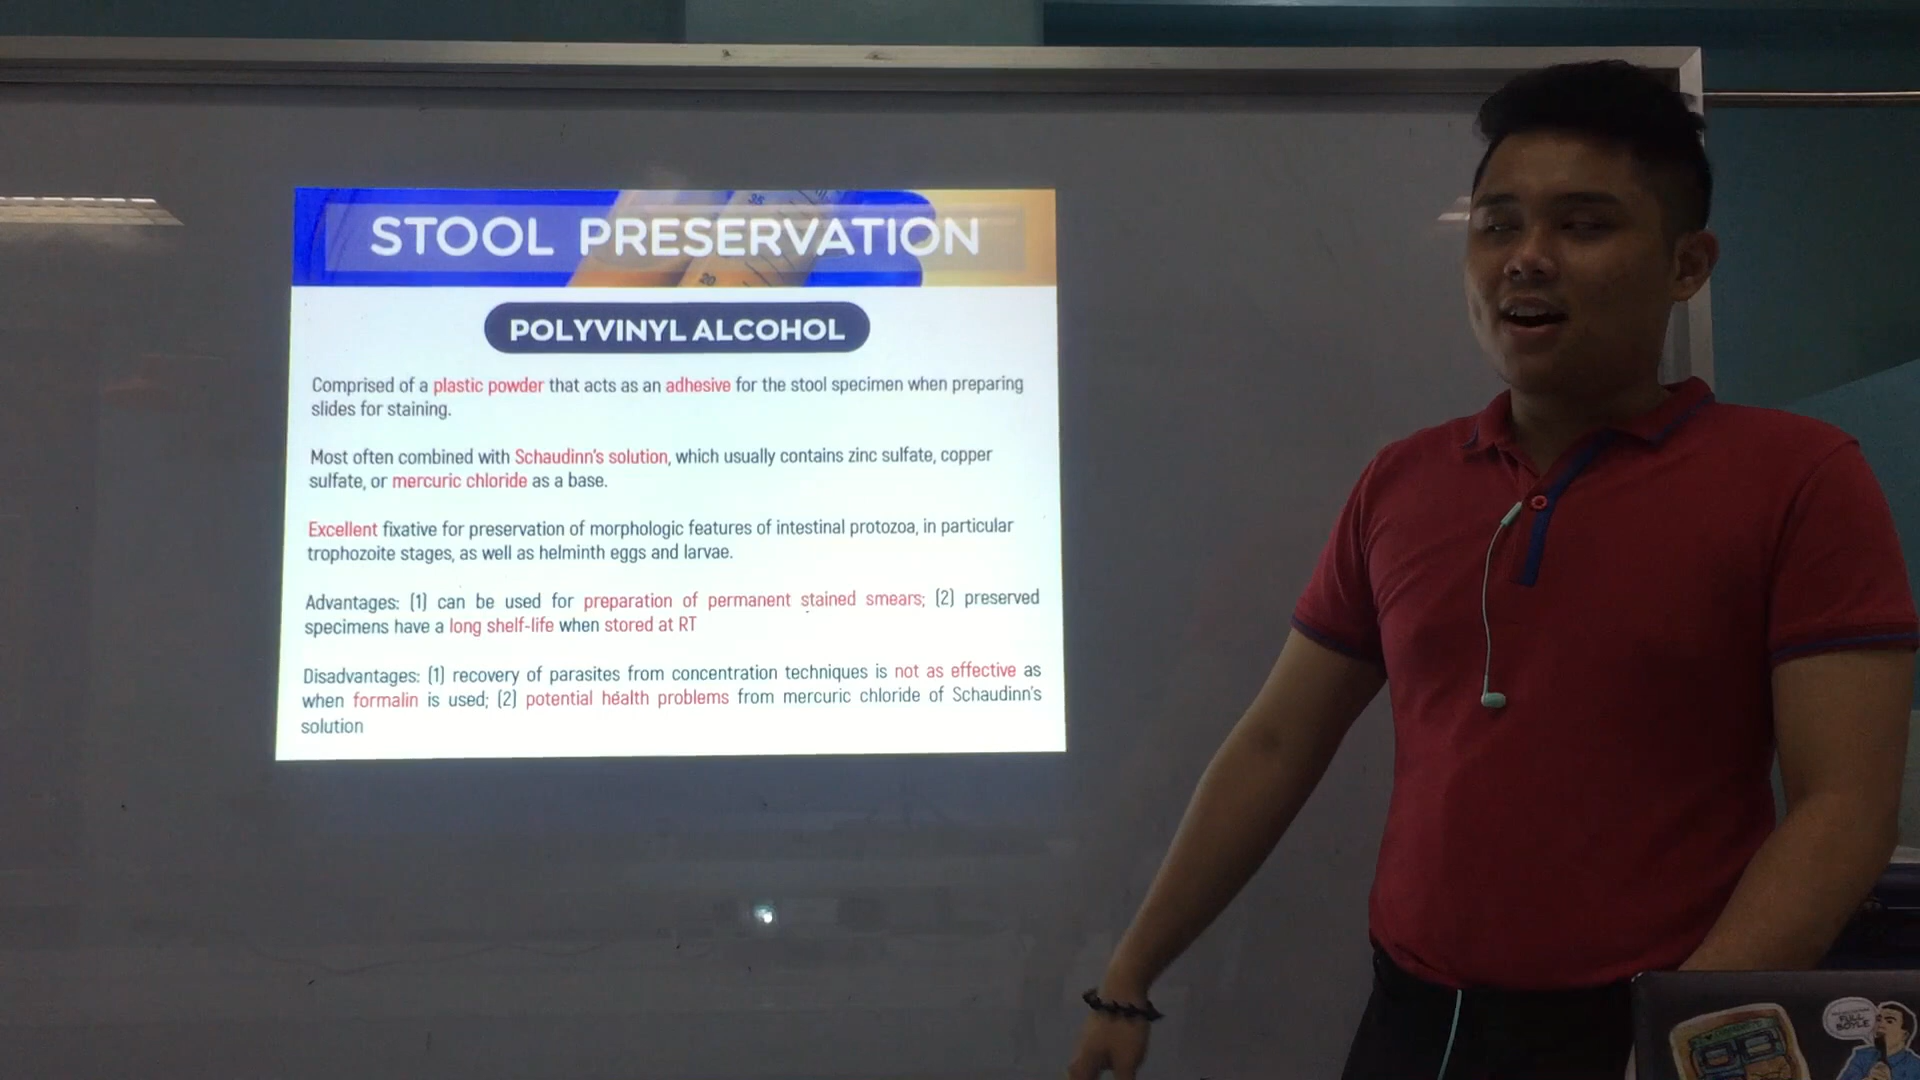 STOOL PRESERVATION
35
20
POLYVINYL ALCOHOL
Comprised of a plastic powder that acts as an adhesive for the stool specimen when preparing
slides for staining.
Most often combined with Schaudinn's solution, which usually contains zinc sulfate, copper
sulfate, or mercuric chloride as a base.
Excellent fixative for preservation of morphologic features of intestinal protozoa, in particular
trophozoite stages, as well as helminth eggs and larvae.
Advantages: (1) can be used for preparation of permanent stained smears; (2) preserved
specimens have a long shelf-life when stored at RT
Disadvantages: (1) recovery of parasites from concentration techniques is not as effective as
when formalin is used; (2) potential health problems from mercuric chloride of Schaudinn's
solution
FULL
BOYLE